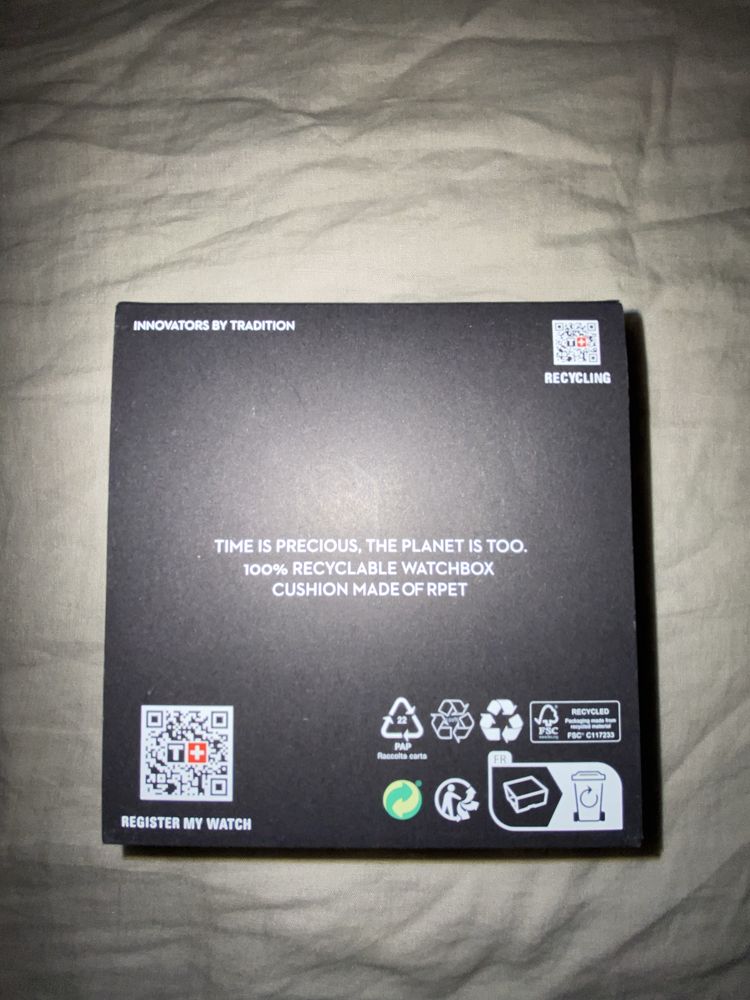 INNOVATORS BY TRADITION
T+
RECYCLING
TIME IS PRECIOUS, THE PLANET IS TOO.
100% RECYCLABLE WATCHBOX
CUSHION MADE OF RPET
T+
REGISTER MY WATCH
22
PAP
Raccolta carta
FSC
RECYCLED
Packaging made from
recycled material
FSC® C117233
FR